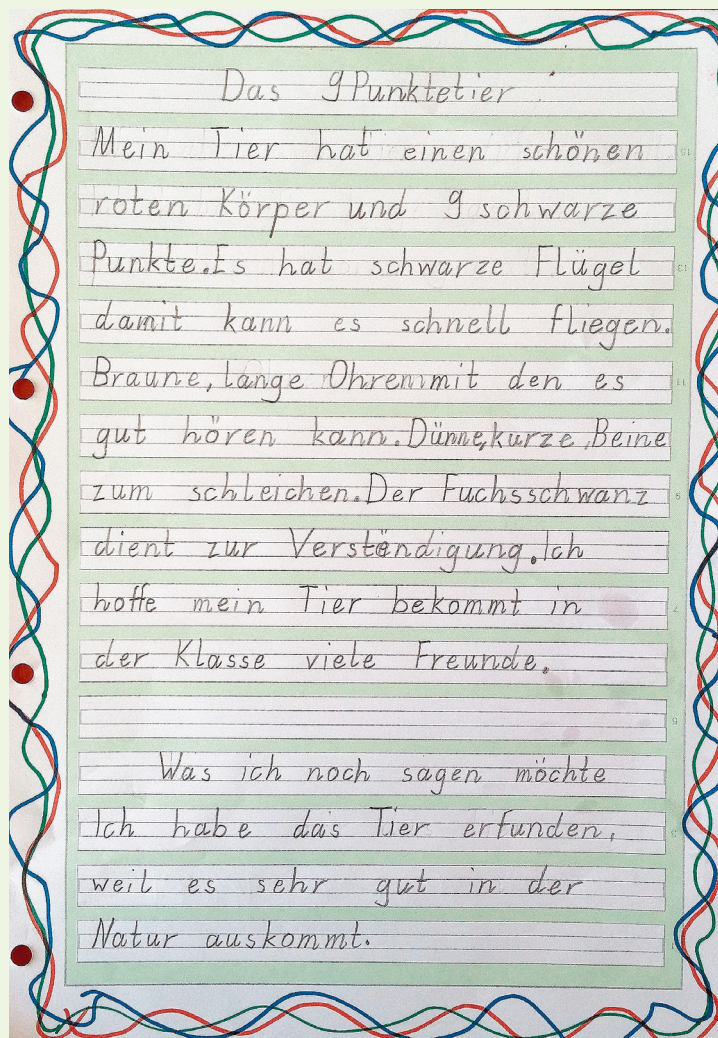 Das 9Punktetier
Mein Tier hat einen schönen
roten Körper und 9 schwarze
Punkte.Es hat schwarze Flügel
damit kann es schnell fliegen.
Braune,lange Ohren mit den es
gut hören kann.Dünne,kurze,Beine
zum schleichen.Der Fuchsschwanz
dient zur Verständigung.Ich
hoffe mein Tier bekommt in
der Klasse viele Freunde.
Was ich noch sagen möchte
Ich habe das Tier erfunden,
weil es sehr gut in der
Natur auskommt.